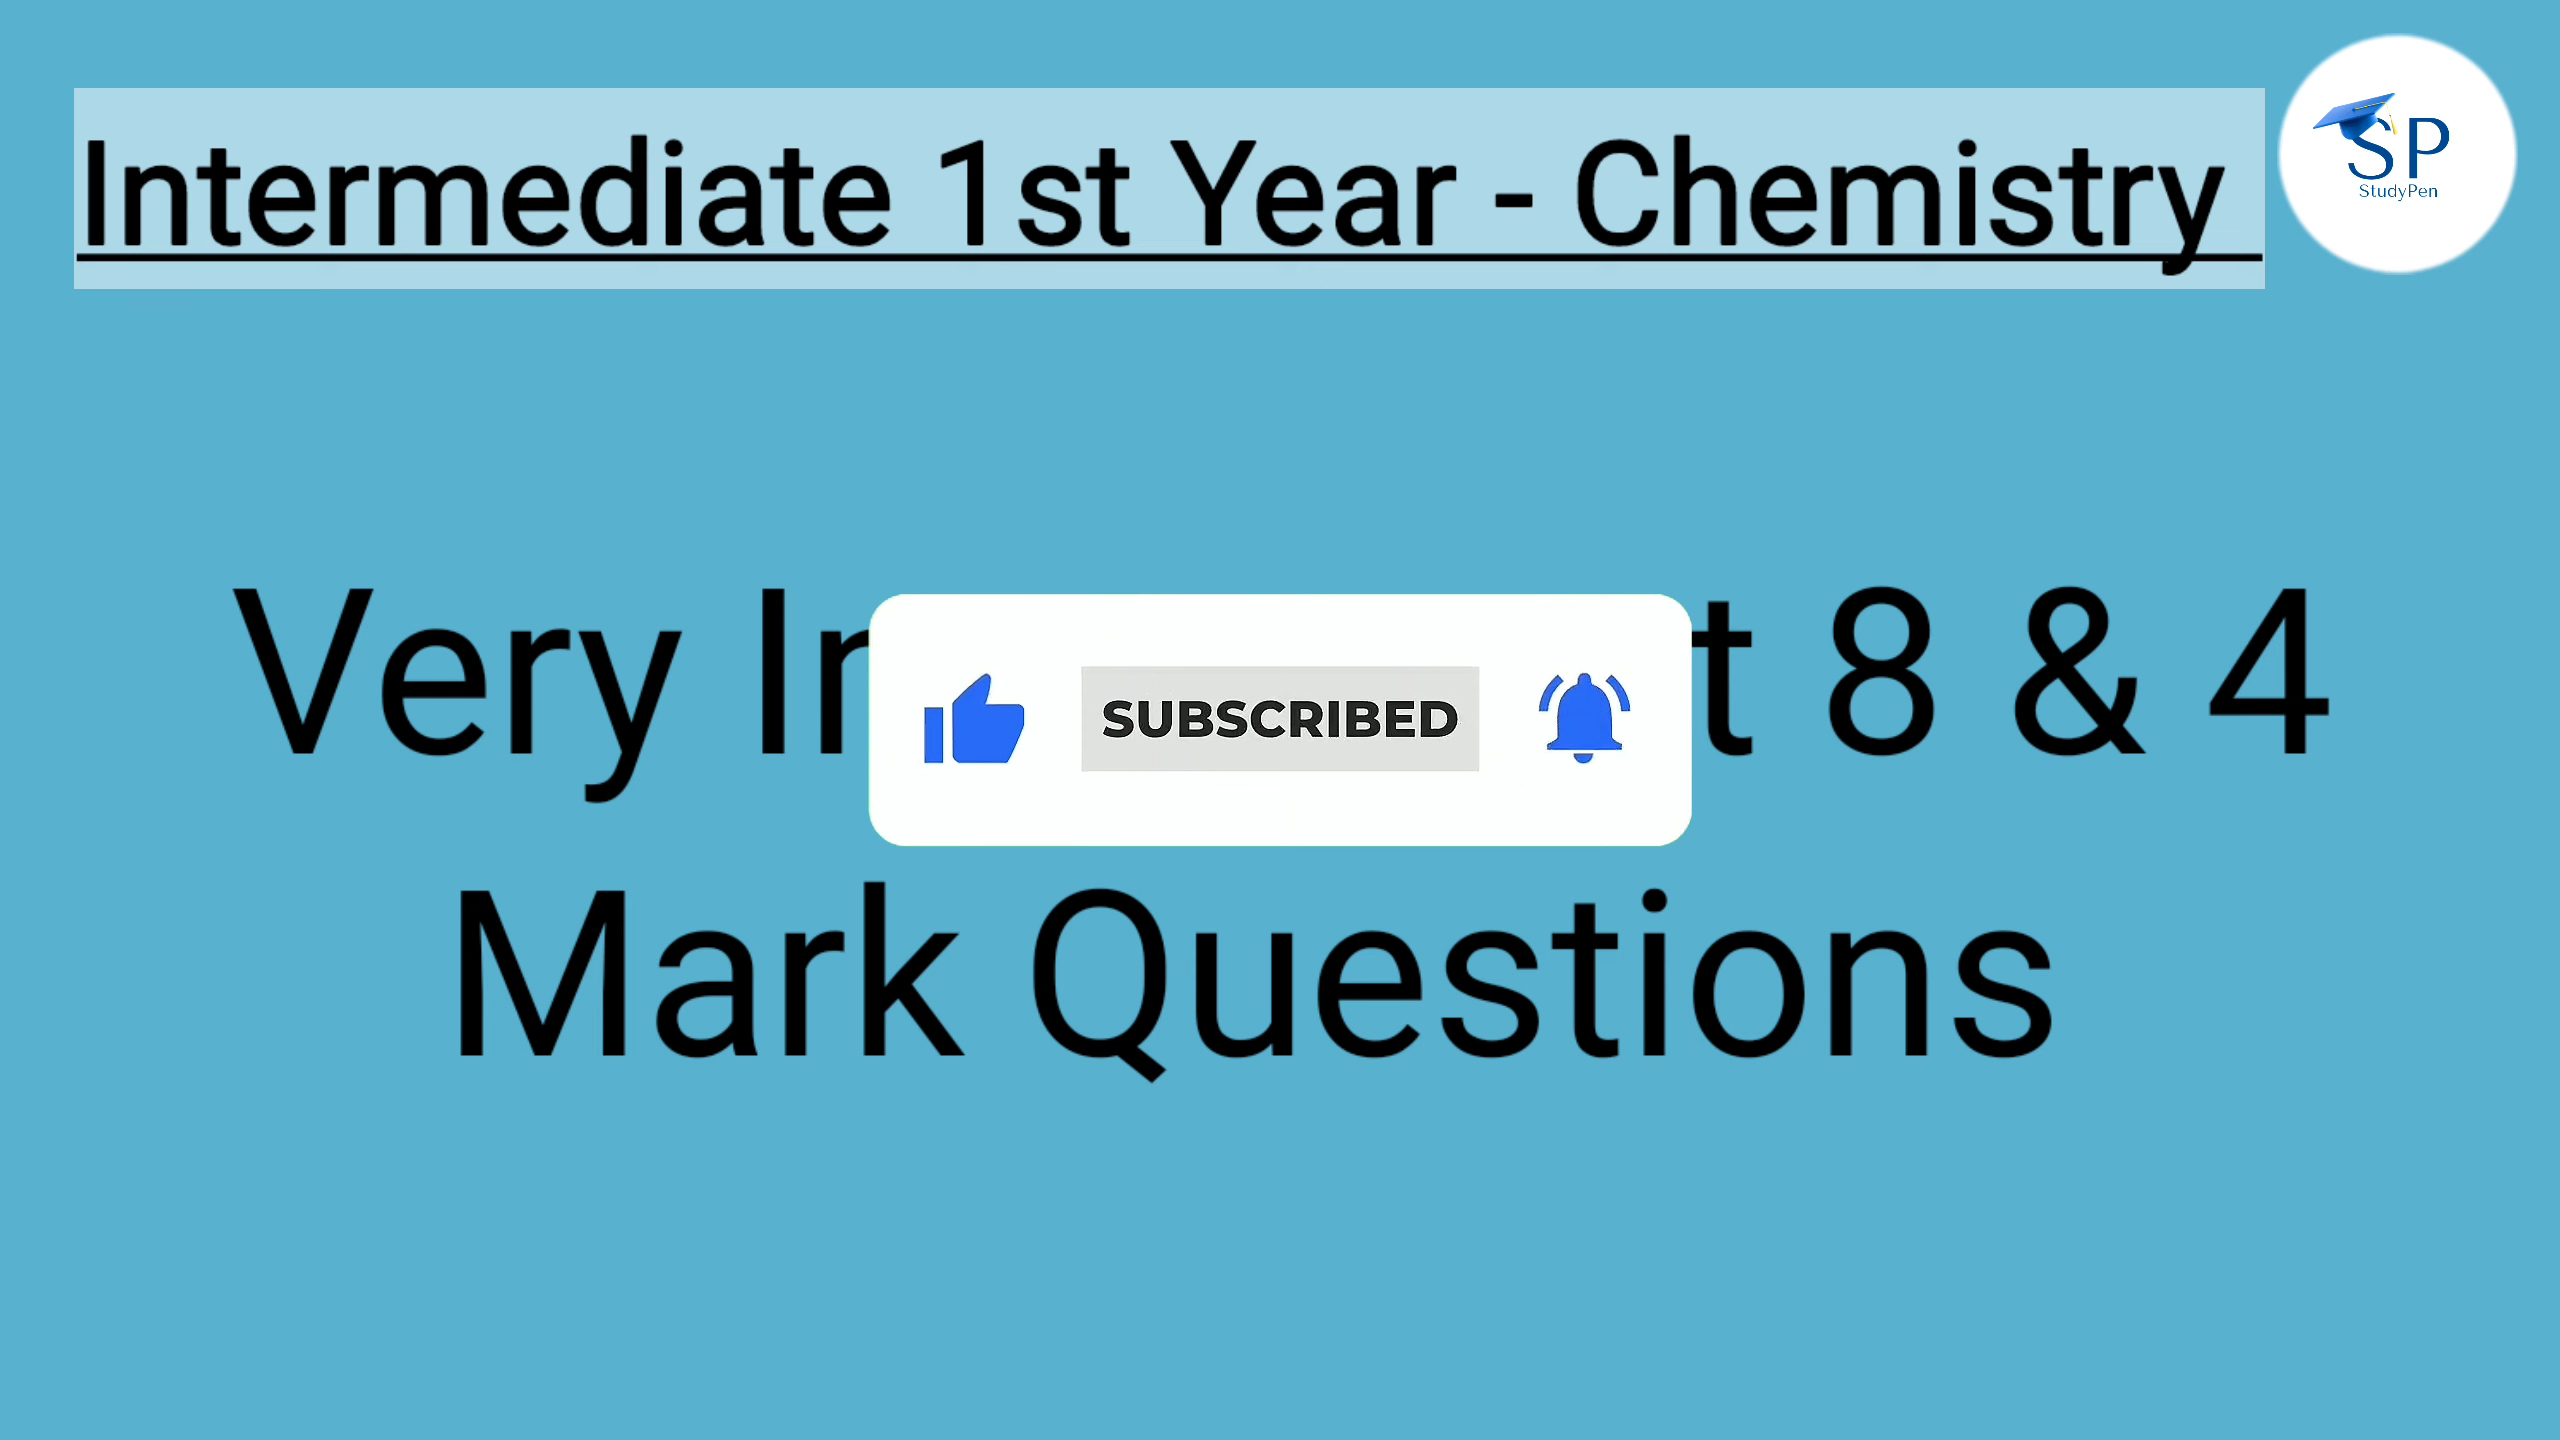 Intermediate 1st Year - Chemistry
SP
StudyPen
Very 8 & 4
SUBSCRIBED
Mark Questions